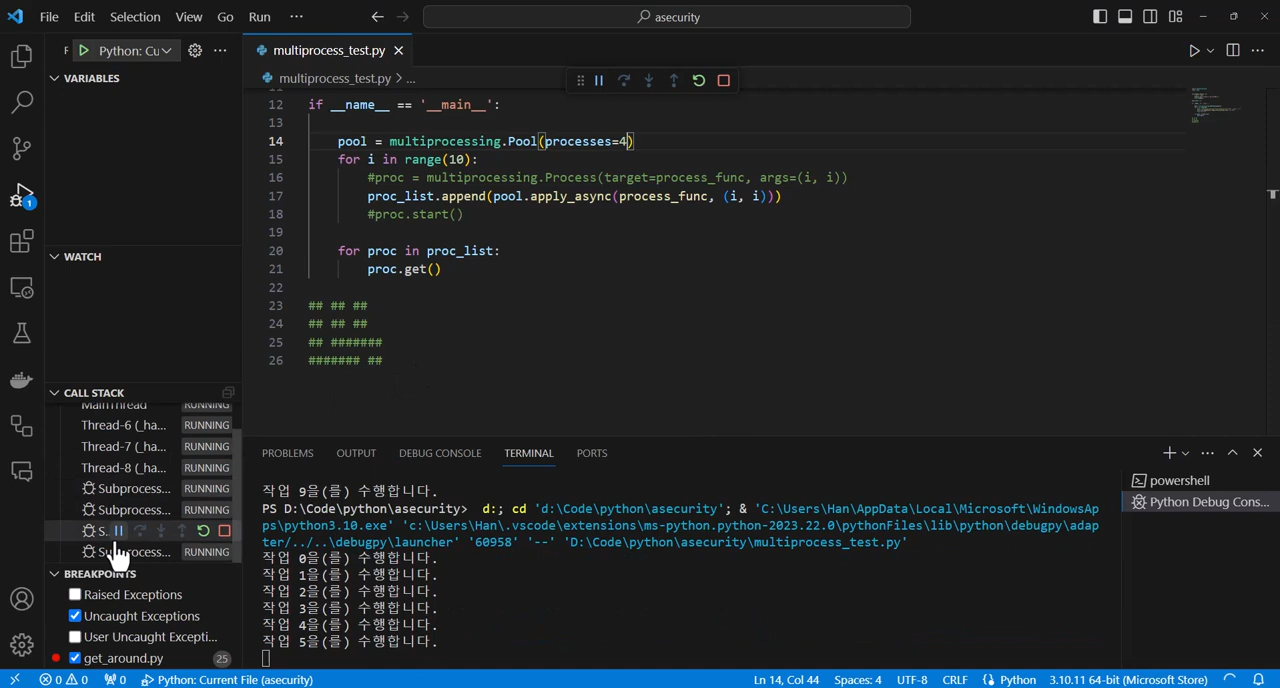 File Edit Selection View Go Run ··· asecurity
F Python: Cu ···
multiprocess_test.py
VARIABLES
multiprocess_test.py > ...
12 if __name__ == '__main__':
13
14 pool = multiprocessing.Pool(processes=4)
15 for i in range(10):
16 #proc = multiprocessing.Process(target=process_func, args=(i, i))
17 proc_list.append(pool.apply_async(process_func, (i, i)))
18 #proc.start()
19
20 for proc in proc_list:
21 proc.get()
22
23 ## ## ##
24 ## ## ##
25 ## #######
26 ####### ##
WATCH
CALL STACK
MainThread RUNNING
Thread-6 (_ha... RUNNING
Thread-7 (_ha... RUNNING
Thread-8 (_ha... RUNNING
Subprocess... RUNNING
Subprocess... RUNNING
S.
Subprocess... RUNNING
BREAKPOINTS
Raised Exceptions
Uncaught Exceptions
User Uncaught Excepti...
get_around.py 25
PROBLEMS OUTPUT DEBUG CONSOLE TERMINAL PORTS
작업 9을(를) 수행합니다.
PS D:\Code\python\asecurity> d:; cd 'd:\Code\python\asecurity'; & 'C:\Users\Han\AppData\Local\Microsoft\WindowsAp
ps\python3.10.exe' 'c:\Users\Han\.vscode\extensions\ms-python.python-2023.22.0\pythonFiles\lib\python\debugpy\adap
ter/../..\debugpy\launcher' '60958' '--' 'D:\Code\python\asecurity\multiprocess_test.py'
작업 0을(를) 수행합니다.
작업 1을(를) 수행합니다.
작업 2을(를) 수행합니다.
작업 3을(를) 수행합니다.
작업 4을(를) 수행합니다.
작업 5을(를) 수행합니다.
powershell
Python Debug Cons...
0 0 0 Python: Current File (asecurity) Ln 14, Col 44 Spaces: 4 UTF-8 CRLF Python 3.10.11 64-bit (Microsoft Store)